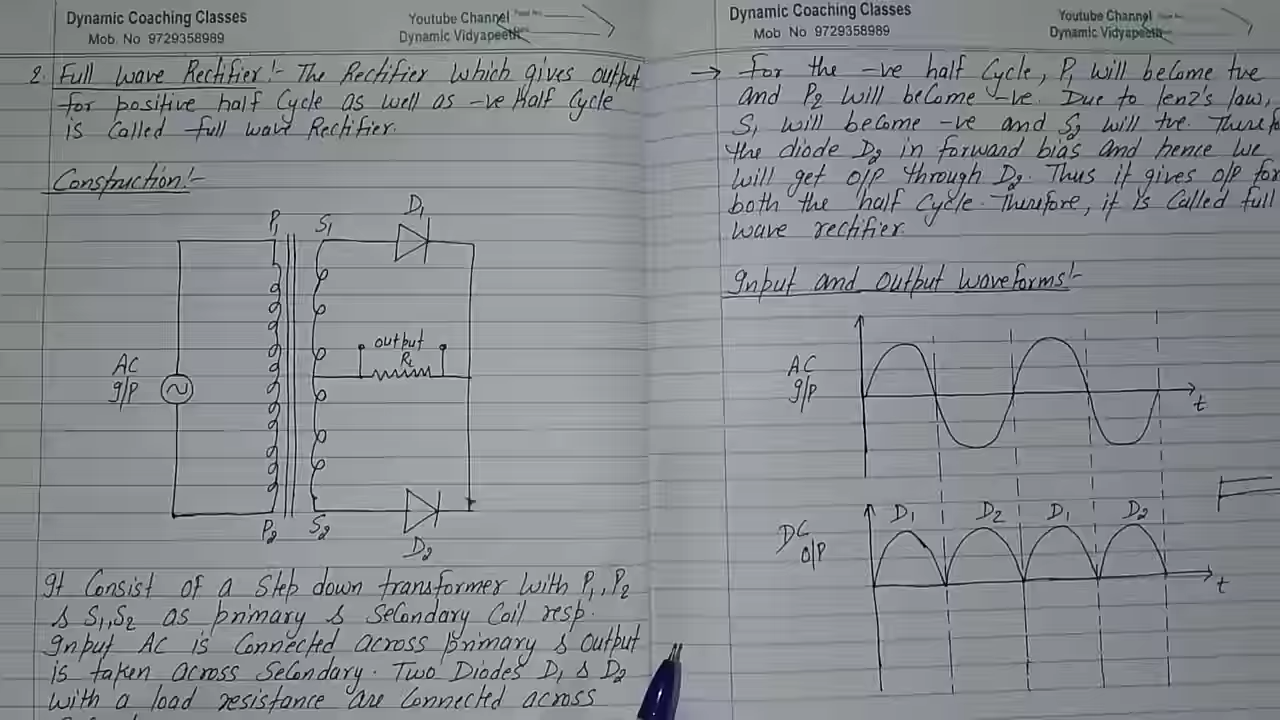 Dynamic Coaching Classes
Mob. No 9729358989
Youtube Channel
Dynamic Vidyapeeth
2. Full wave Rectifier:- The Rectifier which gives output
for positive half Cycle as well as -ve Half Cycle
is Called full wave Rectifier.
Construction:-
D1
P1 S1
output
RL
AC
I/P
P2 S2
D2
It Consist of a Step down transformer with P1, P2
& S1, S2 as primary & Secondary Coil resp.
Input AC is Connected across primary & output
is taken across Secondary. Two Diodes D1 & D2
with a load resistance are Connected across
Dynamic Coaching Classes
Mob. No 9729358989
Youtube Channel
Dynamic Vidyapeeth
→ For the -ve half Cycle, P1 will become +ve
and P2 will become -ve. Due to lenz's law,
S1 will become -ve and S2 will +ve.
the diode D2 in forward bias and hence we
will get O/P through D2. Thus it gives O/P for
both the half Cycle. Therefore, it is Called full
wave rectifier.
Input and Output Waveforms:-
AC
I/P
t
D1 D2 D1 D2
DC
O/P
t